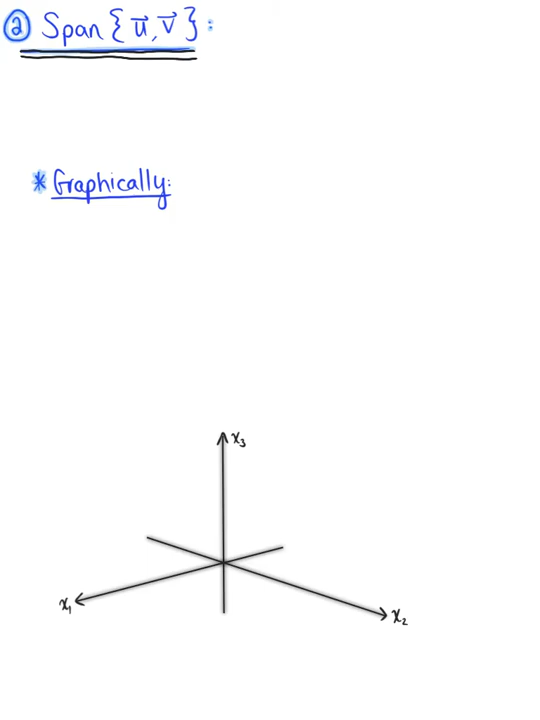 ② Span { u⃗, v⃗ } :
* Graphically:
x₃
x₁
x₂